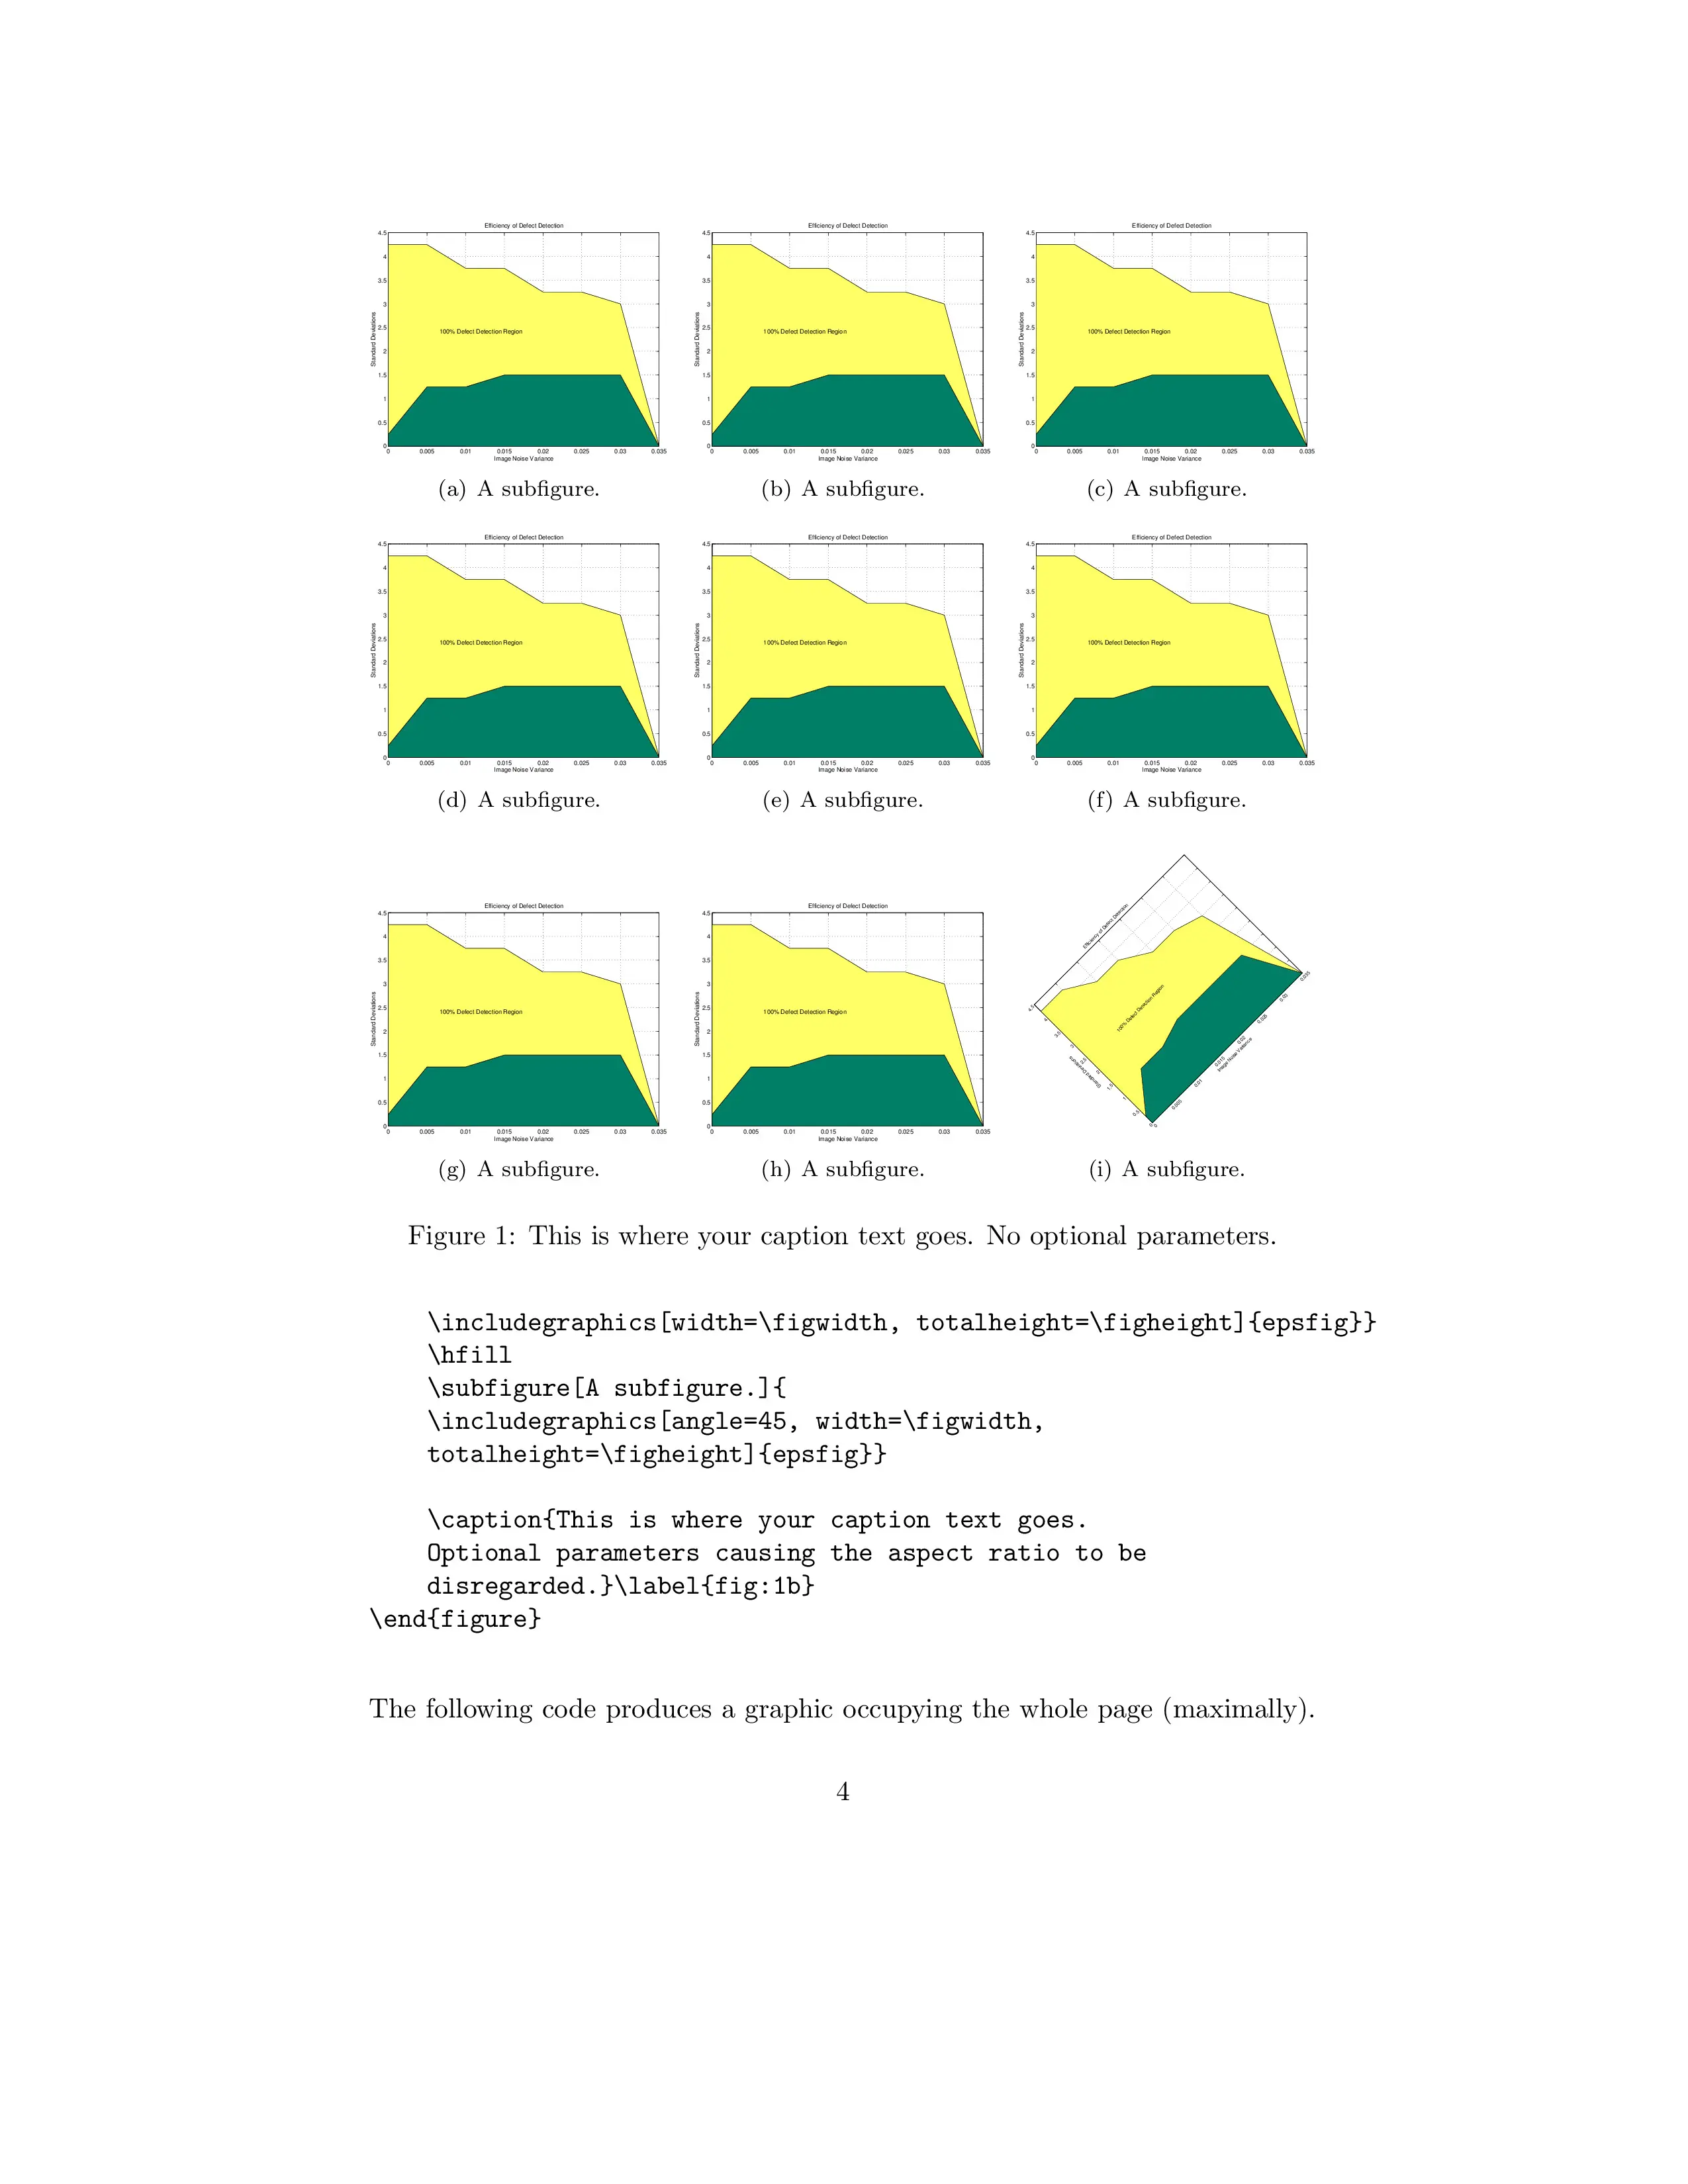 Efficiency of Defect Detection Efficiency of Defect Detection Efficiency of Defect Detection
4.5 4.5 4.5
4 4 4
3.5 3.5 3.5
3 3 3
2.5 2.5 2.5
100% Defect Detection Region 100% Defect Detection Region 100% Defect Detection Region
Standard Deviations Standard Deviations Standard Deviations
2 2 2
1.5 1.5 1.5
1 1 1
0.5 0.5 0.5
0 0 0
0 0.005 0.01 0.015 0.02 0.025 0.03 0.035 0 0.005 0.01 0.015 0.02 0.025 0.03 0.035 0 0.005 0.01 0.015 0.02 0.025 0.03 0.035
Image Noise Variance Image Noise Variance Image Noise Variance
(a) A subfigure. (b) A subfigure. (c) A subfigure.
Efficiency of Defect Detection Efficiency of Defect Detection Efficiency of Defect Detection
4.5 4.5 4.5
4 4 4
3.5 3.5 3.5
3 3 3
2.5 2.5 2.5
100% Defect Detection Region 100% Defect Detection Region 100% Defect Detection Region
Standard Deviations Standard Deviations Standard Deviations
2 2 2
1.5 1.5 1.5
1 1 1
0.5 0.5 0.5
0 0 0
0 0.005 0.01 0.015 0.02 0.025 0.03 0.035 0 0.005 0.01 0.015 0.02 0.025 0.03 0.035 0 0.005 0.01 0.015 0.02 0.025 0.03 0.035
Image Noise Variance Image Noise Variance Image Noise Variance
(d) A subfigure. (e) A subfigure. (f) A subfigure.
Efficiency of Defect Detection Efficiency of Defect Detection Efficiency of Defect Detection
4.5 4.5 4.5
4 4 4
3.5 3.5 3.5
3 3 3
2.5 2.5 2.5
100% Defect Detection Region 100% Defect Detection Region 100% Defect Detection Region
Standard Deviations Standard Deviations Standard Deviations
2 2 2
1.5 1.5 1.5
1 1 1
0.5 0.5 0.5
0 0 0
0 0.005 0.01 0.015 0.02 0.025 0.03 0.035 0 0.005 0.01 0.015 0.02 0.025 0.03 0.035 0 0.005 0.01 0.015 0.02 0.025 0.03 0.035
Image Noise Variance Image Noise Variance Image Noise Variance
(g) A subfigure. (h) A subfigure. (i) A subfigure.
Figure 1: This is where your caption text goes. No optional parameters.
\includegraphics[width=\figwidth, totalheight=\figheight]{epsfig}}
\hfill
\subfigure[A subfigure.]{
\includegraphics[angle=45, width=\figwidth,
totalheight=\figheight]{epsfig}}
\caption{This is where your caption text goes.
Optional parameters causing the aspect ratio to be
disregarded.}\label{fig:1b}
\end{figure}
The following code produces a graphic occupying the whole page (maximally).
4